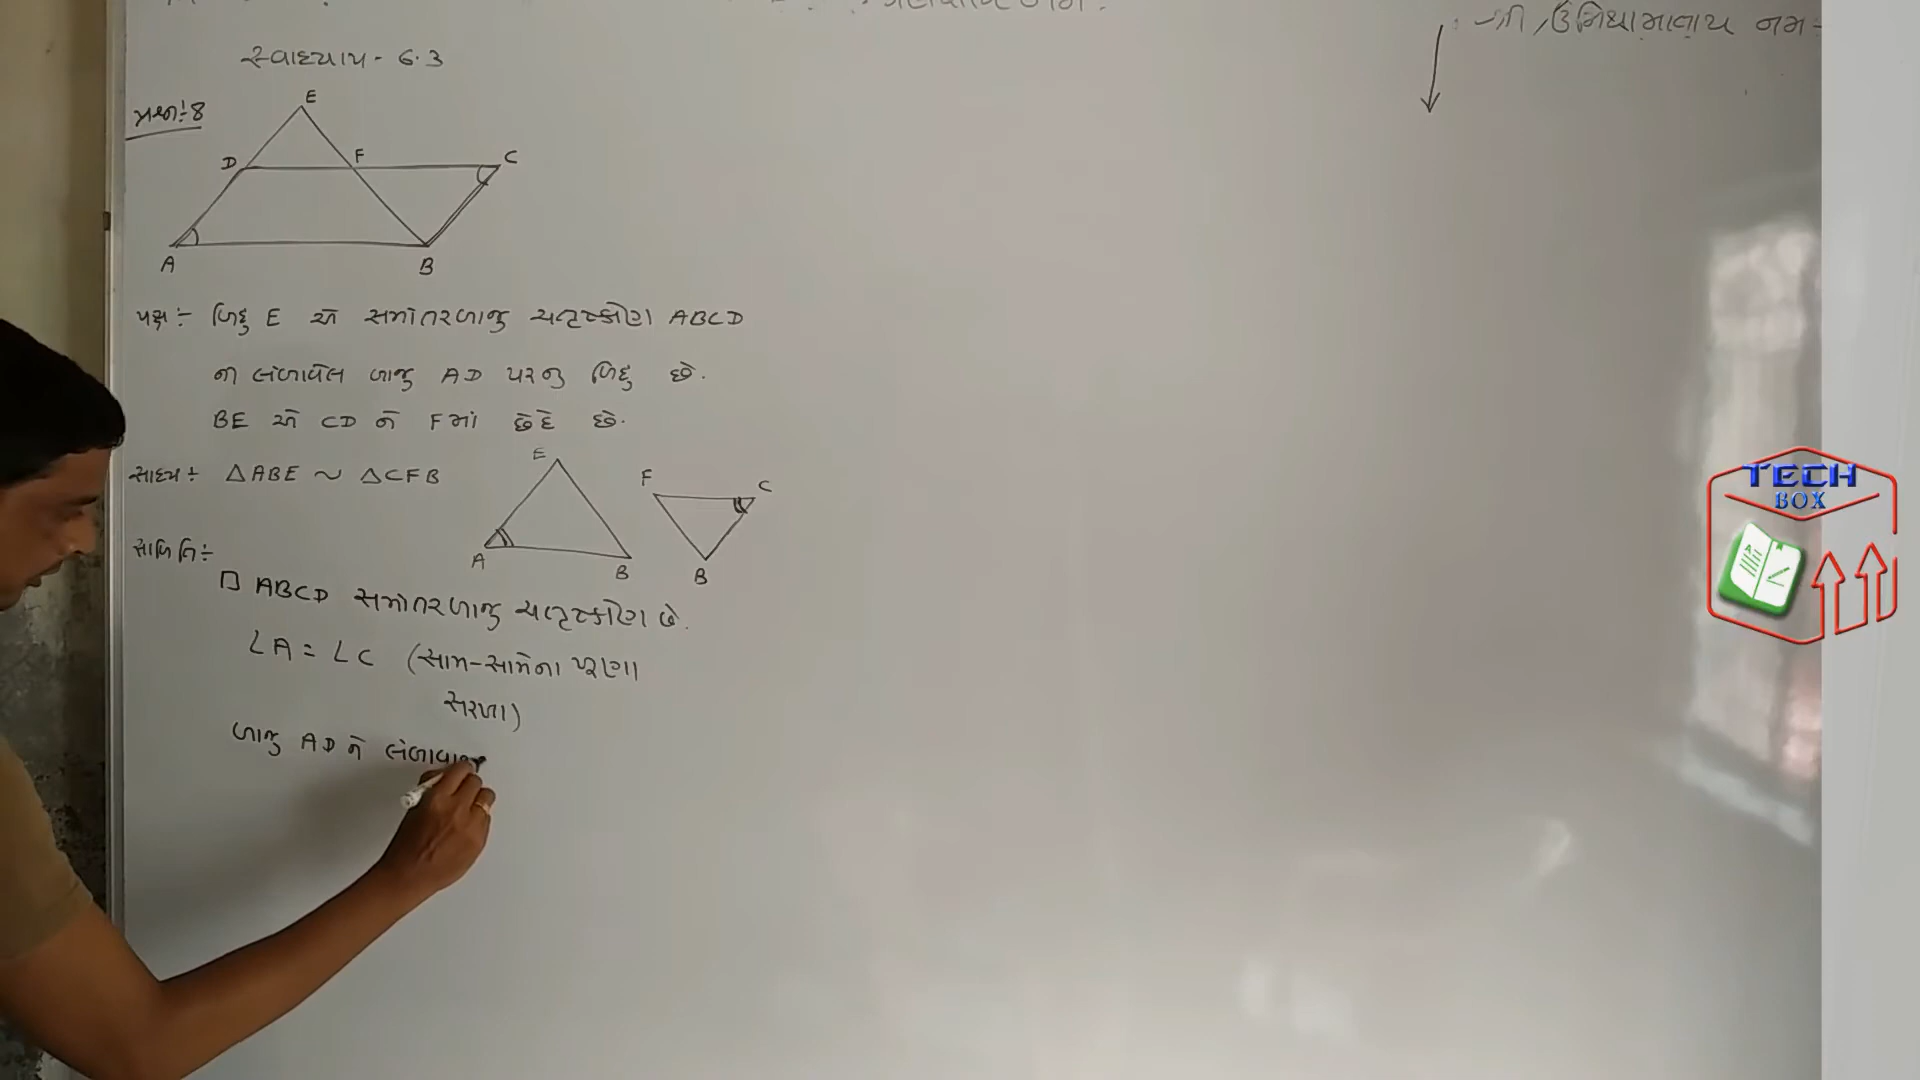 શ્રી નમ:
સ્વાધ્યાય - 6.3
પ્રશ્ન:- 8
E
D F C
A B
પક્ષ :- બિંદુ E એ સમાંતરબાજુ ચતુષ્કોણ ABCD
ની લંબાવેલ બાજુ AD પરનુ બિંદુ છે.
BE એ CD ને F માં છેદે છે.
સાધ્ય :- △ABE ~ △CFB
E
A B
F C
B
સાબિતિ :-
□ ABCD સમાંતરબાજુ ચતુષ્કોણ છે.
∠A = ∠C (સામ-સામેના ખૂણા
સરખા)
બાજુ AD ને
TECH
BOX